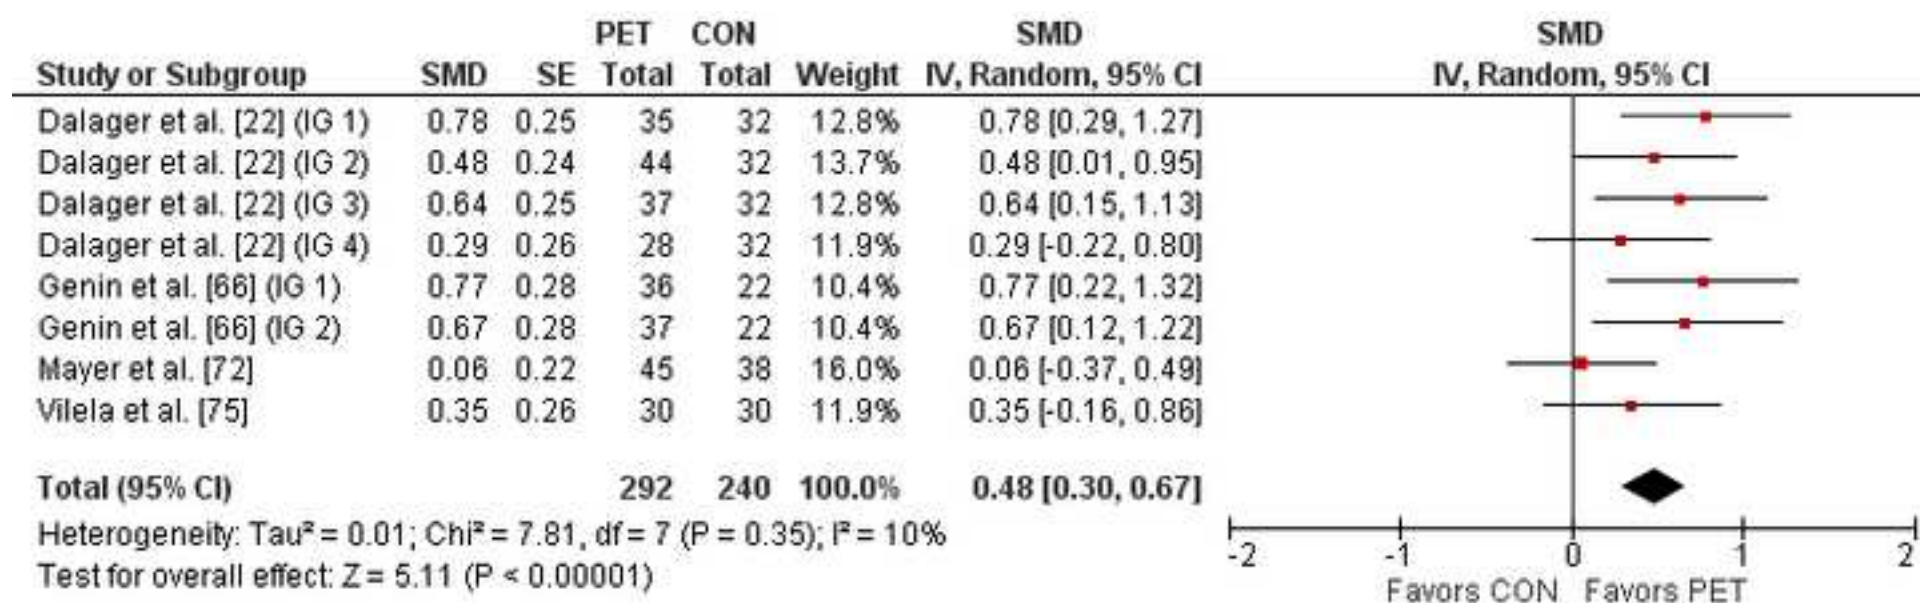 PET CON SMD SMD
Study or Subgroup SMD SE Total Total Weight IV, Random, 95% CI IV, Random, 95% CI
Dalager et al. [22] (IG 1) 0.78 0.25 35 32 12.8% 0.78 [0.29, 1.27]
Dalager et al. [22] (IG 2) 0.48 0.24 44 32 13.7% 0.48 [0.01, 0.95]
Dalager et al. [22] (IG 3) 0.64 0.25 37 32 12.8% 0.64 [0.15, 1.13]
Dalager et al. [22] (IG 4) 0.29 0.26 28 32 11.9% 0.29 [-0.22, 0.80]
Genin et al. [66] (IG 1) 0.77 0.28 36 22 10.4% 0.77 [0.22, 1.32]
Genin et al. [66] (IG 2) 0.67 0.28 37 22 10.4% 0.67 [0.12, 1.22]
Mayer et al. [72] 0.06 0.22 45 38 16.0% 0.06 [-0.37, 0.49]
Vilela et al. [75] 0.35 0.26 30 30 11.9% 0.35 [-0.16, 0.86]
Total (95% CI) 292 240 100.0% 0.48 [0.30, 0.67]
Heterogeneity: Tau² = 0.01; Chi² = 7.81, df = 7 (P = 0.35); I² = 10%
Test for overall effect: Z = 5.11 (P < 0.00001)
-2 -1 0 1 2
Favors CON Favors PET